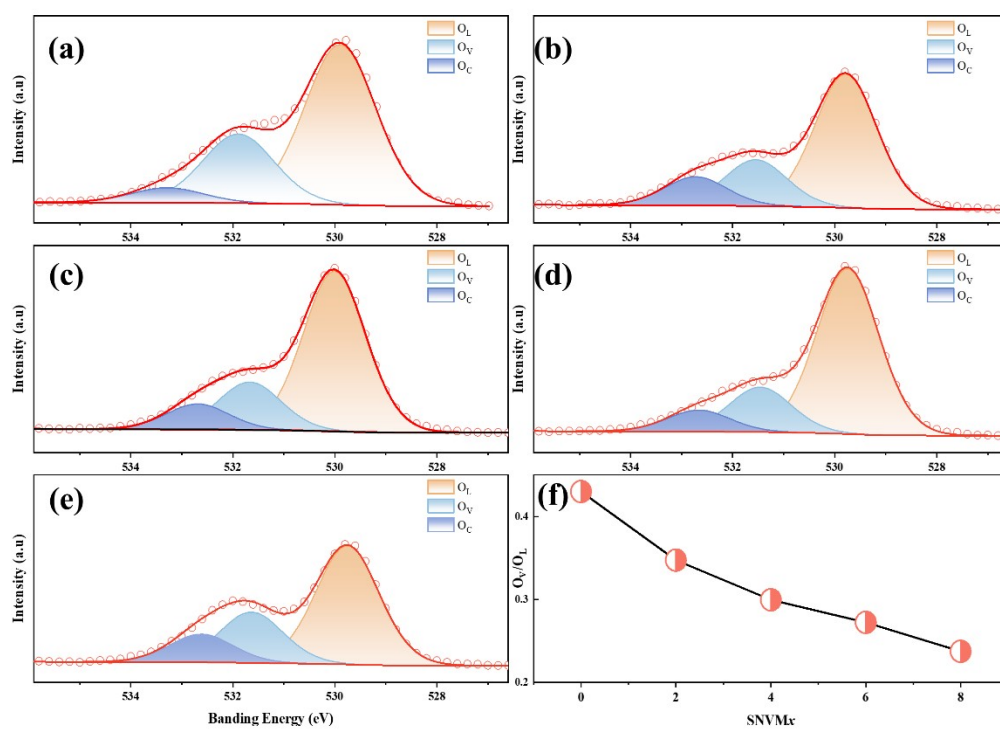 (a)
O_L
O_V
O_C
Intensity (a.u)
534 532 530 528
(b)
O_L
O_V
O_C
Intensity (a.u)
534 532 530 528
(c)
O_L
O_V
O_C
Intensity (a.u)
534 532 530 528
(d)
O_L
O_V
O_C
Intensity (a.u)
534 532 530 528
(e)
O_L
O_V
O_C
Intensity (a.u)
534 532 530 528
Banding Energy (eV)
(f)
O_V/O_L
0.4
0.3
0.2
0 2 4 6 8
SNVMx